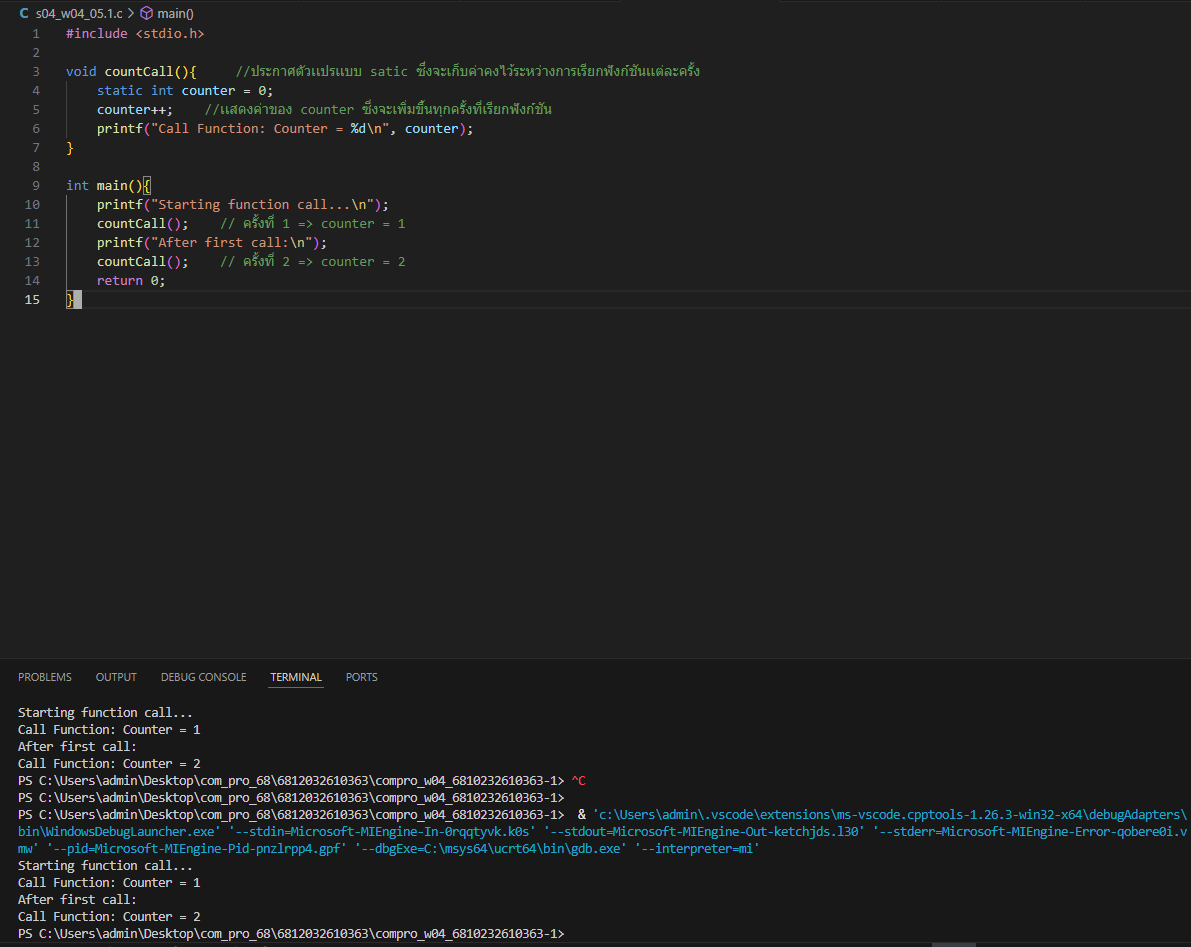 C s04_w04_05.1.c > main()
1 #include <stdio.h>
2
3 void countCall(){     //ประกาศตัวแปรแบบ satic ซึ่งจะเก็บค่าคงไว้ระหว่างการเรียกฟังก์ชันแต่ละครั้ง
4     static int counter = 0;
5     counter++;    //แสดงค่าของ counter ซึ่งจะเพิ่มขึ้นทุกครั้งที่เรียกฟังก์ชัน
6     printf("Call Function: Counter = %d\n", counter);
7 }
8
9 int main(){
10     printf("Starting function call...\n");
11     countCall();    // ครั้งที่ 1 => counter = 1
12     printf("After first call:\n");
13     countCall();    // ครั้งที่ 2 => counter = 2
14     return 0;
15 }
PROBLEMS OUTPUT DEBUG CONSOLE TERMINAL PORTS
Starting function call...
Call Function: Counter = 1
After first call:
Call Function: Counter = 2
PS C:\Users\admin\Desktop\com_pro_68\6812032610363\compro_w04_6810232610363-1> ^C
PS C:\Users\admin\Desktop\com_pro_68\6812032610363\compro_w04_6810232610363-1>
PS C:\Users\admin\Desktop\com_pro_68\6812032610363\compro_w04_6810232610363-1>  & 'c:\Users\admin\.vscode\extensions\ms-vscode.cpptools-1.26.3-win32-x64\debugAdapters\
bin\WindowsDebugLauncher.exe' '--stdin=Microsoft-MIEngine-In-0rqqtyvk.k0s' '--stdout=Microsoft-MIEngine-Out-ketchjds.l30' '--stderr=Microsoft-MIEngine-Error-qobere0i.v
mw' '--pid=Microsoft-MIEngine-Pid-pnzlrpp4.gpf' '--dbgExe=C:\msys64\ucrt64\bin\gdb.exe' '--interpreter=mi'
Starting function call...
Call Function: Counter = 1
After first call:
Call Function: Counter = 2
PS C:\Users\admin\Desktop\com_pro_68\6812032610363\compro_w04_6810232610363-1>